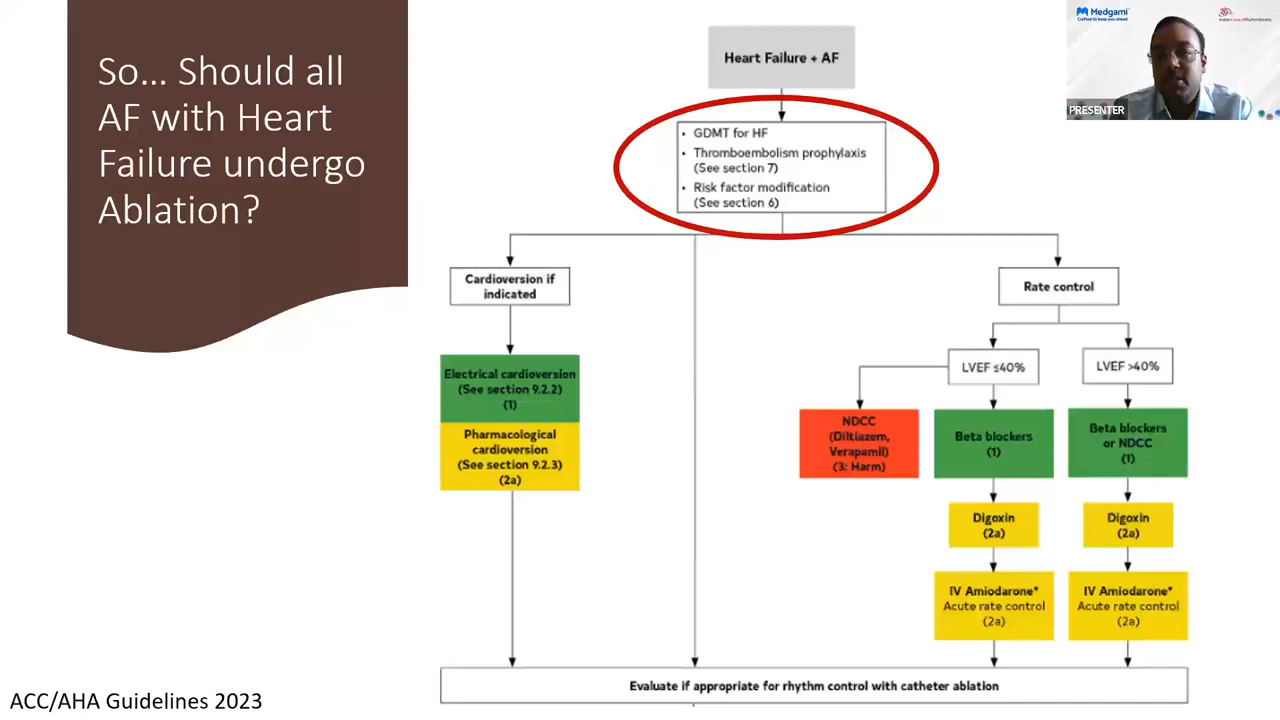 So... Should all
AF with Heart
Failure undergo
Ablation?
Heart Failure + AF
• GDMT for HF
• Thromboembolism prophylaxis
(See section 7)
• Risk factor modification
(See section 6)
Cardioversion if
indicated
Electrical cardioversion
(See section 9.2.2)
(1)
Pharmacological
cardioversion
(See section 9.2.3)
(2a)
Rate control
LVEF ≤40%
LVEF >40%
NDCC
(Diltiazem,
Verapamil)
(3: Harm)
Beta blockers
(1)
Beta blockers
or NDCC
(1)
Digoxin
(2a)
Digoxin
(2a)
IV Amiodarone*
Acute rate control
(2a)
IV Amiodarone*
Acute rate control
(2a)
Evaluate if appropriate for rhythm control with catheter ablation
ACC/AHA Guidelines 2023
Medgami
Crafted to keep you ahead
PRESENTER